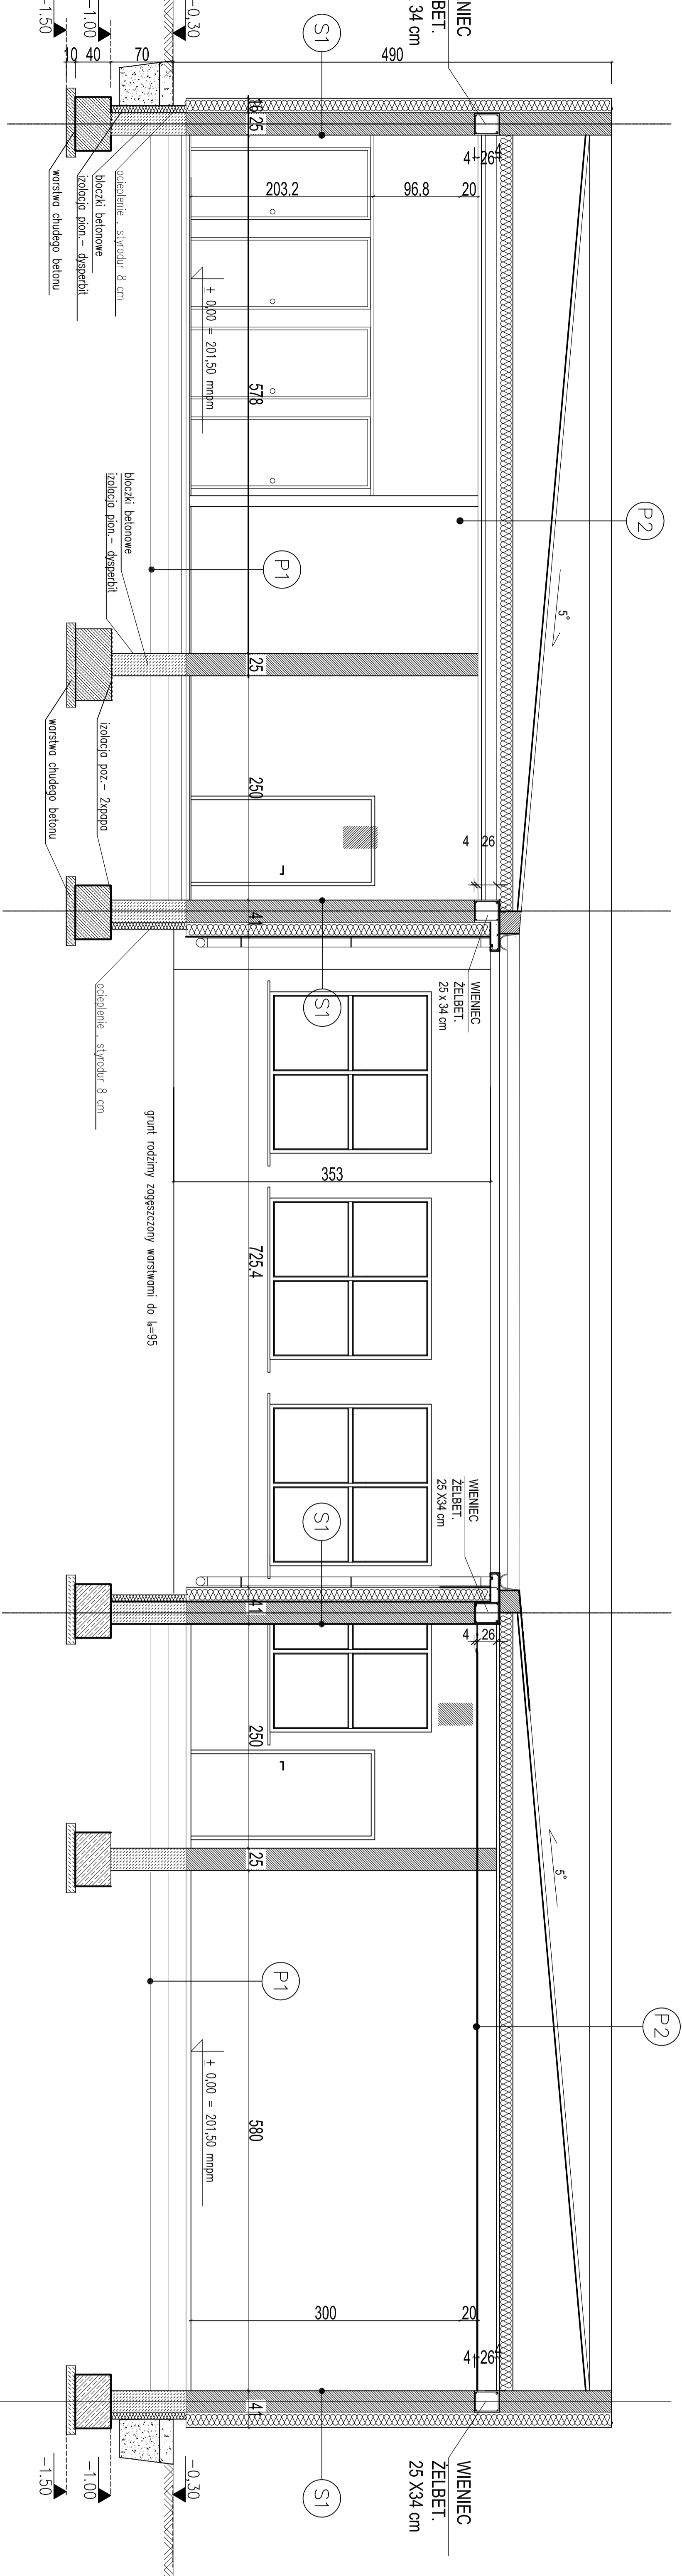 NIEC
BET.
34 cm
P2
P2
5°
5°
WIENIEC
ŻELBET.
25 x 34 cm
WIENIEC
ŻELBET.
25 X34 cm
WIENIEC
ŻELBET.
25 X34 cm
490
20
96.8
203.2
4
26
4
4
26
4
26
20
300
4
26
4
S1
S1
S1
S1
353
16
25
578
25
250
41
725.4
41
250
25
580
41
± 0,00 = 201,50 mnpm
± 0,00 = 201,50 mnpm
P1
P1
-0,30
-1.00
-1.50
70
40
10
-0,30
-1.00
-1.50
ocieplenie , styrodur 8 cm
bloczki betonowe
izolacja pion.- dysperbit
warstwa chudego betonu
bloczki betonowe
izolacja pion.- dysperbit
izolacja poz.- 2xpapa
warstwa chudego betonu
ocieplenie , styrodur 8 cm
grunt rodzimy zagęszczony warstwami do Is=95